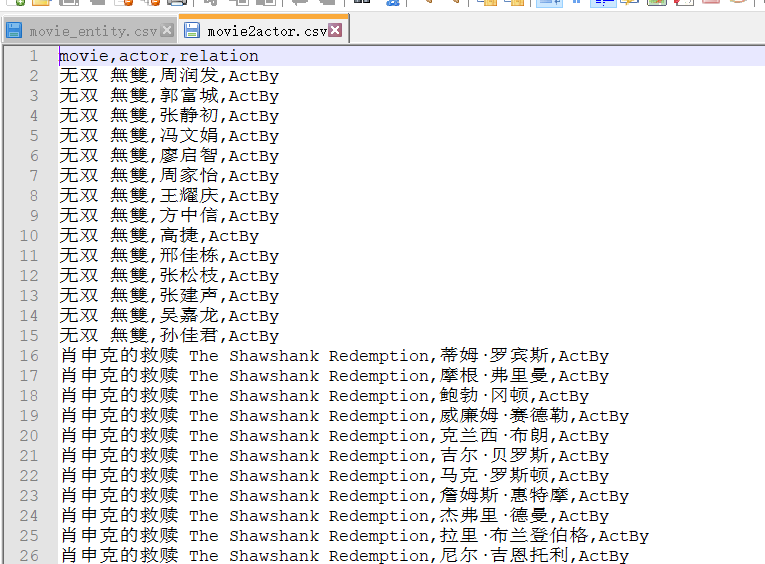 movie_entity.csv movie2actor.csv
1 movie,actor,relation
2 无双 無雙,周润发,ActBy
3 无双 無雙,郭富城,ActBy
4 无双 無雙,张静初,ActBy
5 无双 無雙,冯文娟,ActBy
6 无双 無雙,廖启智,ActBy
7 无双 無雙,周家怡,ActBy
8 无双 無雙,王耀庆,ActBy
9 无双 無雙,方中信,ActBy
10 无双 無雙,高捷,ActBy
11 无双 無雙,邢佳栋,ActBy
12 无双 無雙,张松枝,ActBy
13 无双 無雙,张建声,ActBy
14 无双 無雙,吴嘉龙,ActBy
15 无双 無雙,孙佳君,ActBy
16 肖申克的救赎 The Shawshank Redemption,蒂姆·罗宾斯,ActBy
17 肖申克的救赎 The Shawshank Redemption,摩根·弗里曼,ActBy
18 肖申克的救赎 The Shawshank Redemption,鲍勃·冈顿,ActBy
19 肖申克的救赎 The Shawshank Redemption,威廉姆·赛德勒,ActBy
20 肖申克的救赎 The Shawshank Redemption,克兰西·布朗,ActBy
21 肖申克的救赎 The Shawshank Redemption,吉尔·贝罗斯,ActBy
22 肖申克的救赎 The Shawshank Redemption,马克·罗斯顿,ActBy
23 肖申克的救赎 The Shawshank Redemption,詹姆斯·惠特摩,ActBy
24 肖申克的救赎 The Shawshank Redemption,杰弗里·德曼,ActBy
25 肖申克的救赎 The Shawshank Redemption,拉里·布兰登伯格,ActBy
26 肖申克的救赎 The Shawshank Redemption,尼尔·吉恩托利,ActBy